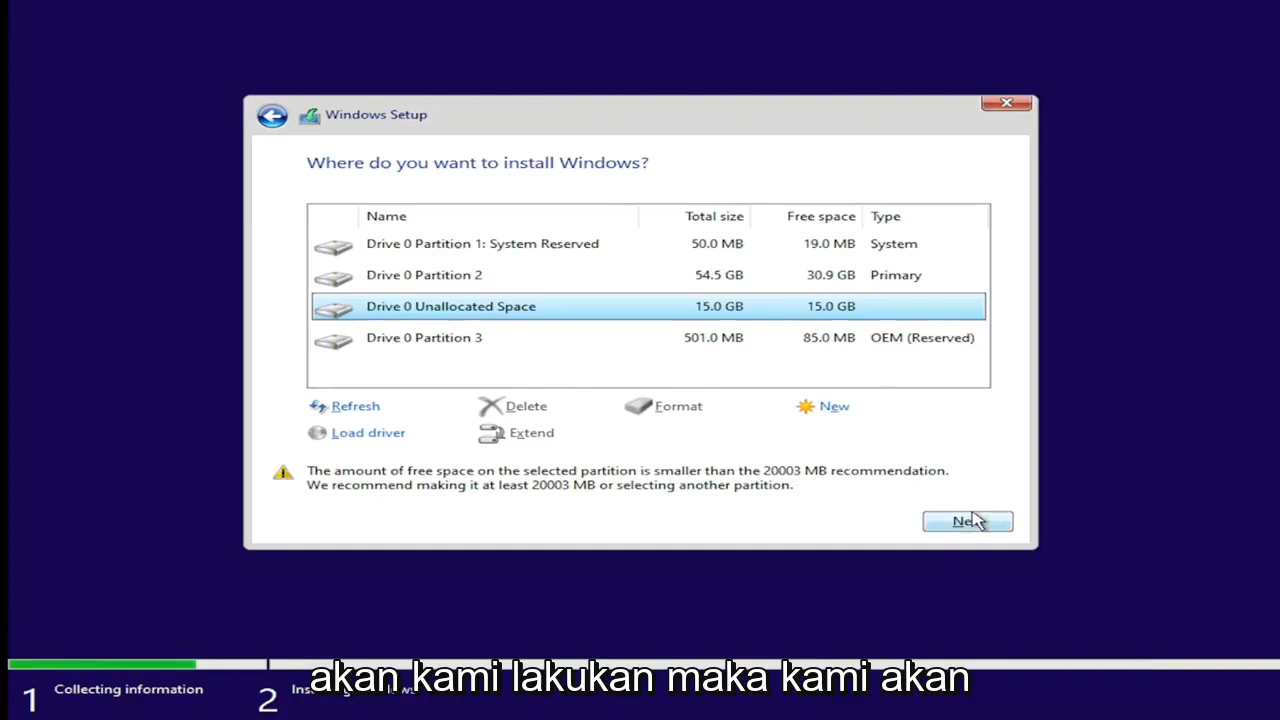 Windows Setup
Where do you want to install Windows?
Name Total size Free space Type
Drive 0 Partition 1: System Reserved 50.0 MB 19.0 MB System
Drive 0 Partition 2 54.5 GB 30.9 GB Primary
Drive 0 Unallocated Space 15.0 GB 15.0 GB
Drive 0 Partition 3 501.0 MB 85.0 MB OEM (Reserved)
Refresh Delete Format New
Load driver Extend
The amount of free space on the selected partition is smaller than the 20003 MB recommendation.
We recommend making it at least 20003 MB or selecting another partition.
akan kami lakukan maka kami akan
1 Collecting information 2